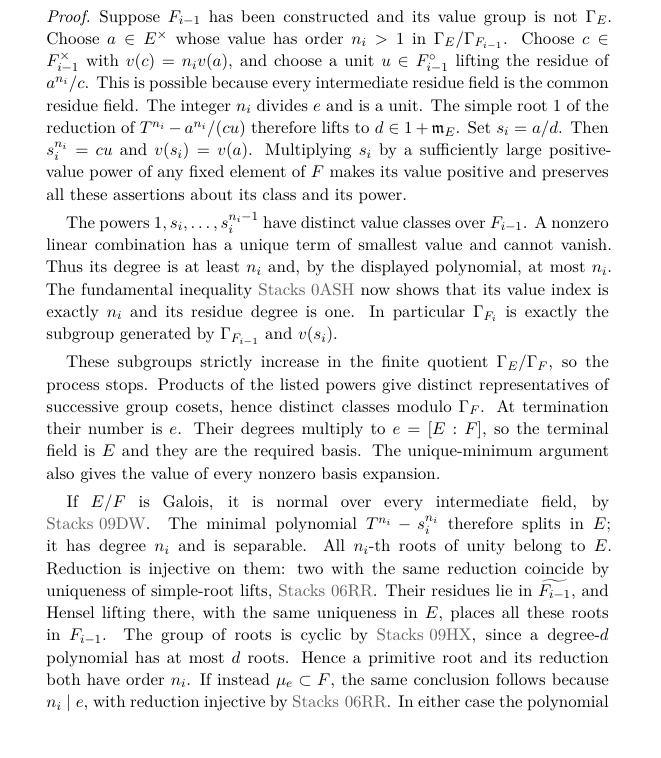 Proof. Suppose F_{i−1} has been constructed and its value group is not Γ_E.
Choose a ∈ E^× whose value has order n_i > 1 in Γ_E/Γ_{F_{i−1}}. Choose c ∈
F_{i−1}^× with v(c) = n_i v(a), and choose a unit u ∈ F_{i−1}^∘ lifting the residue of
a^{n_i}/c. This is possible because every intermediate residue field is the common
residue field. The integer n_i divides e and is a unit. The simple root 1 of the
reduction of T^{n_i} − a^{n_i}/(cu) therefore lifts to d ∈ 1 + 𝔪_E. Set s_i = a/d. Then
s_i^{n_i} = cu and v(s_i) = v(a). Multiplying s_i by a sufficiently large positive-
value power of any fixed element of F makes its value positive and preserves
all these assertions about its class and its power.
The powers 1, s_i, . . . , s_i^{n_i−1} have distinct value classes over F_{i−1}. A nonzero
linear combination has a unique term of smallest value and cannot vanish.
Thus its degree is at least n_i and, by the displayed polynomial, at most n_i.
The fundamental inequality Stacks 0ASH now shows that its value index is
exactly n_i and its residue degree is one. In particular Γ_{F_i} is exactly the
subgroup generated by Γ_{F_{i−1}} and v(s_i).
These subgroups strictly increase in the finite quotient Γ_E/Γ_F, so the
process stops. Products of the listed powers give distinct representatives of
successive group cosets, hence distinct classes modulo Γ_F. At termination
their number is e. Their degrees multiply to e = [E : F], so the terminal
field is E and they are the required basis. The unique-minimum argument
also gives the value of every nonzero basis expansion.
If E/F is Galois, it is normal over every intermediate field, by
Stacks 09DW. The minimal polynomial T^{n_i} − s_i^{n_i} therefore splits in E;
it has degree n_i and is separable. All n_i-th roots of unity belong to E.
Reduction is injective on them: two with the same reduction coincide by
uniqueness of simple-root lifts, Stacks 06RR. Their residues lie in \widetilde{F_{i−1}}, and
Hensel lifting there, with the same uniqueness in E, places all these roots
in F_{i−1}. The group of roots is cyclic by Stacks 09HX, since a degree-d
polynomial has at most d roots. Hence a primitive root and its reduction
both have order n_i. If instead μ_e ⊂ F, the same conclusion follows because
n_i | e, with reduction injective by Stacks 06RR. In either case the polynomial